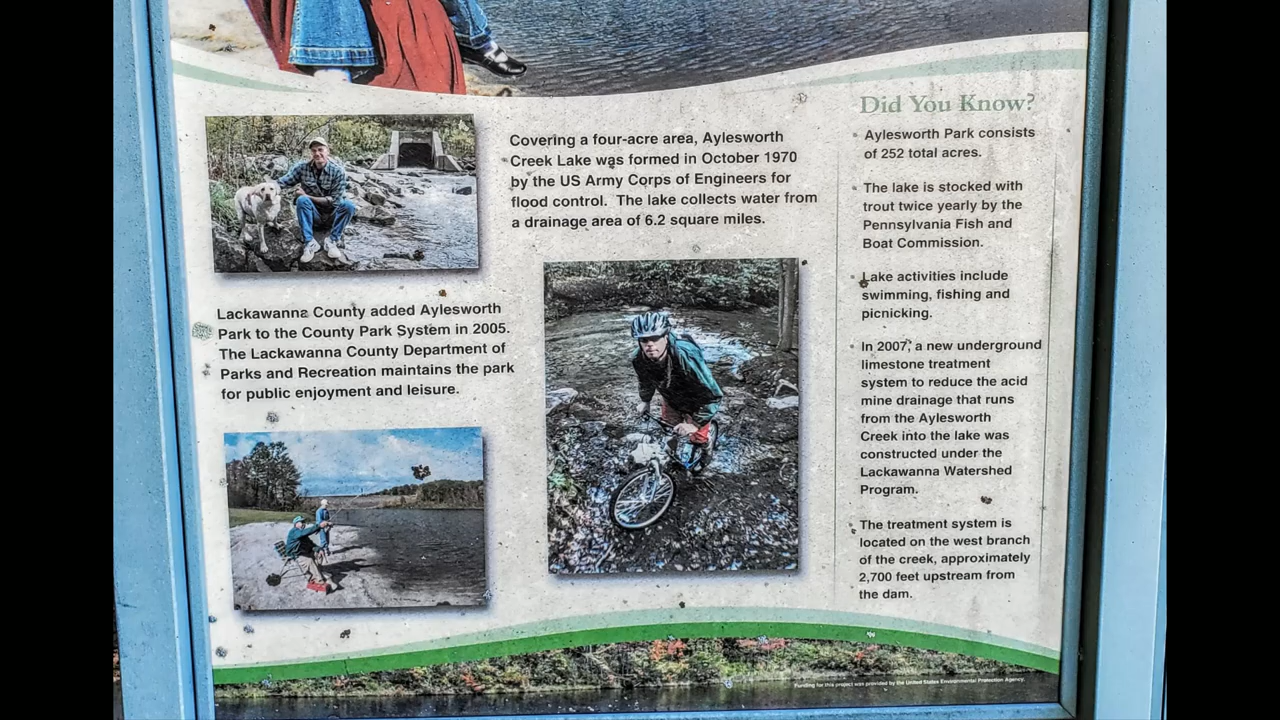 Covering a four-acre area, Aylesworth
Creek Lake was formed in October 1970
by the US Army Corps of Engineers for
flood control. The lake collects water from
a drainage area of 6.2 square miles.
Lackawanna County added Aylesworth
Park to the County Park System in 2005.
The Lackawanna County Department of
Parks and Recreation maintains the park
for public enjoyment and leisure.
Did You Know?
Aylesworth Park consists
of 252 total acres.
The lake is stocked with
trout twice yearly by the
Pennsylvania Fish and
Boat Commission.
Lake activities include
swimming, fishing and
picnicking.
In 2007, a new underground
limestone treatment
system to reduce the acid
mine drainage that runs
from the Aylesworth
Creek into the lake was
constructed under the
Lackawanna Watershed
Program.
The treatment system is
located on the west branch
of the creek, approximately
2,700 feet upstream from
the dam.
Funding for this project was provided by the United States Environmental Protection Agency.